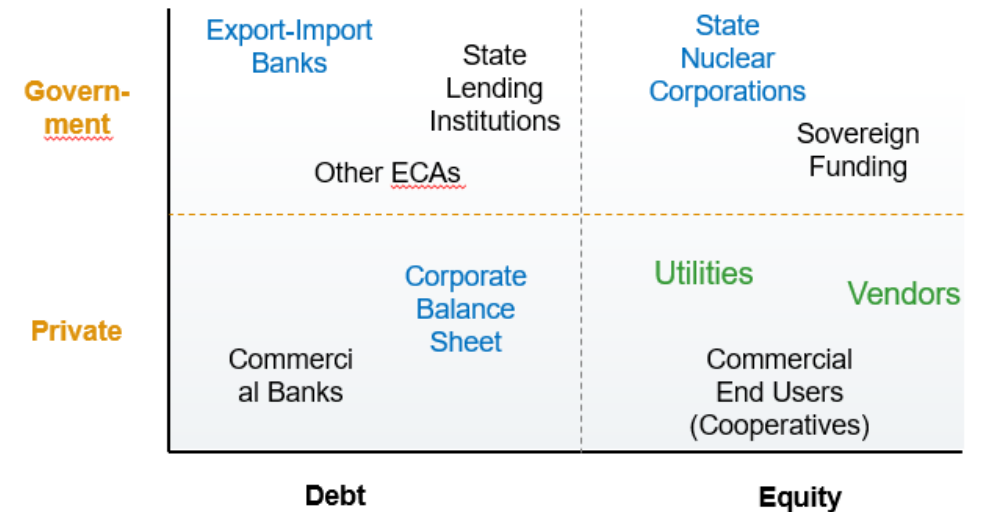 Export-Import
Banks
State
Lending
Institutions
Other ECAs
State
Nuclear
Corporations
Sovereign
Funding
Govern-
ment
Corporate
Balance
Sheet
Commerci
al Banks
Utilities
Vendors
Commercial
End Users
(Cooperatives)
Private
Debt
Equity